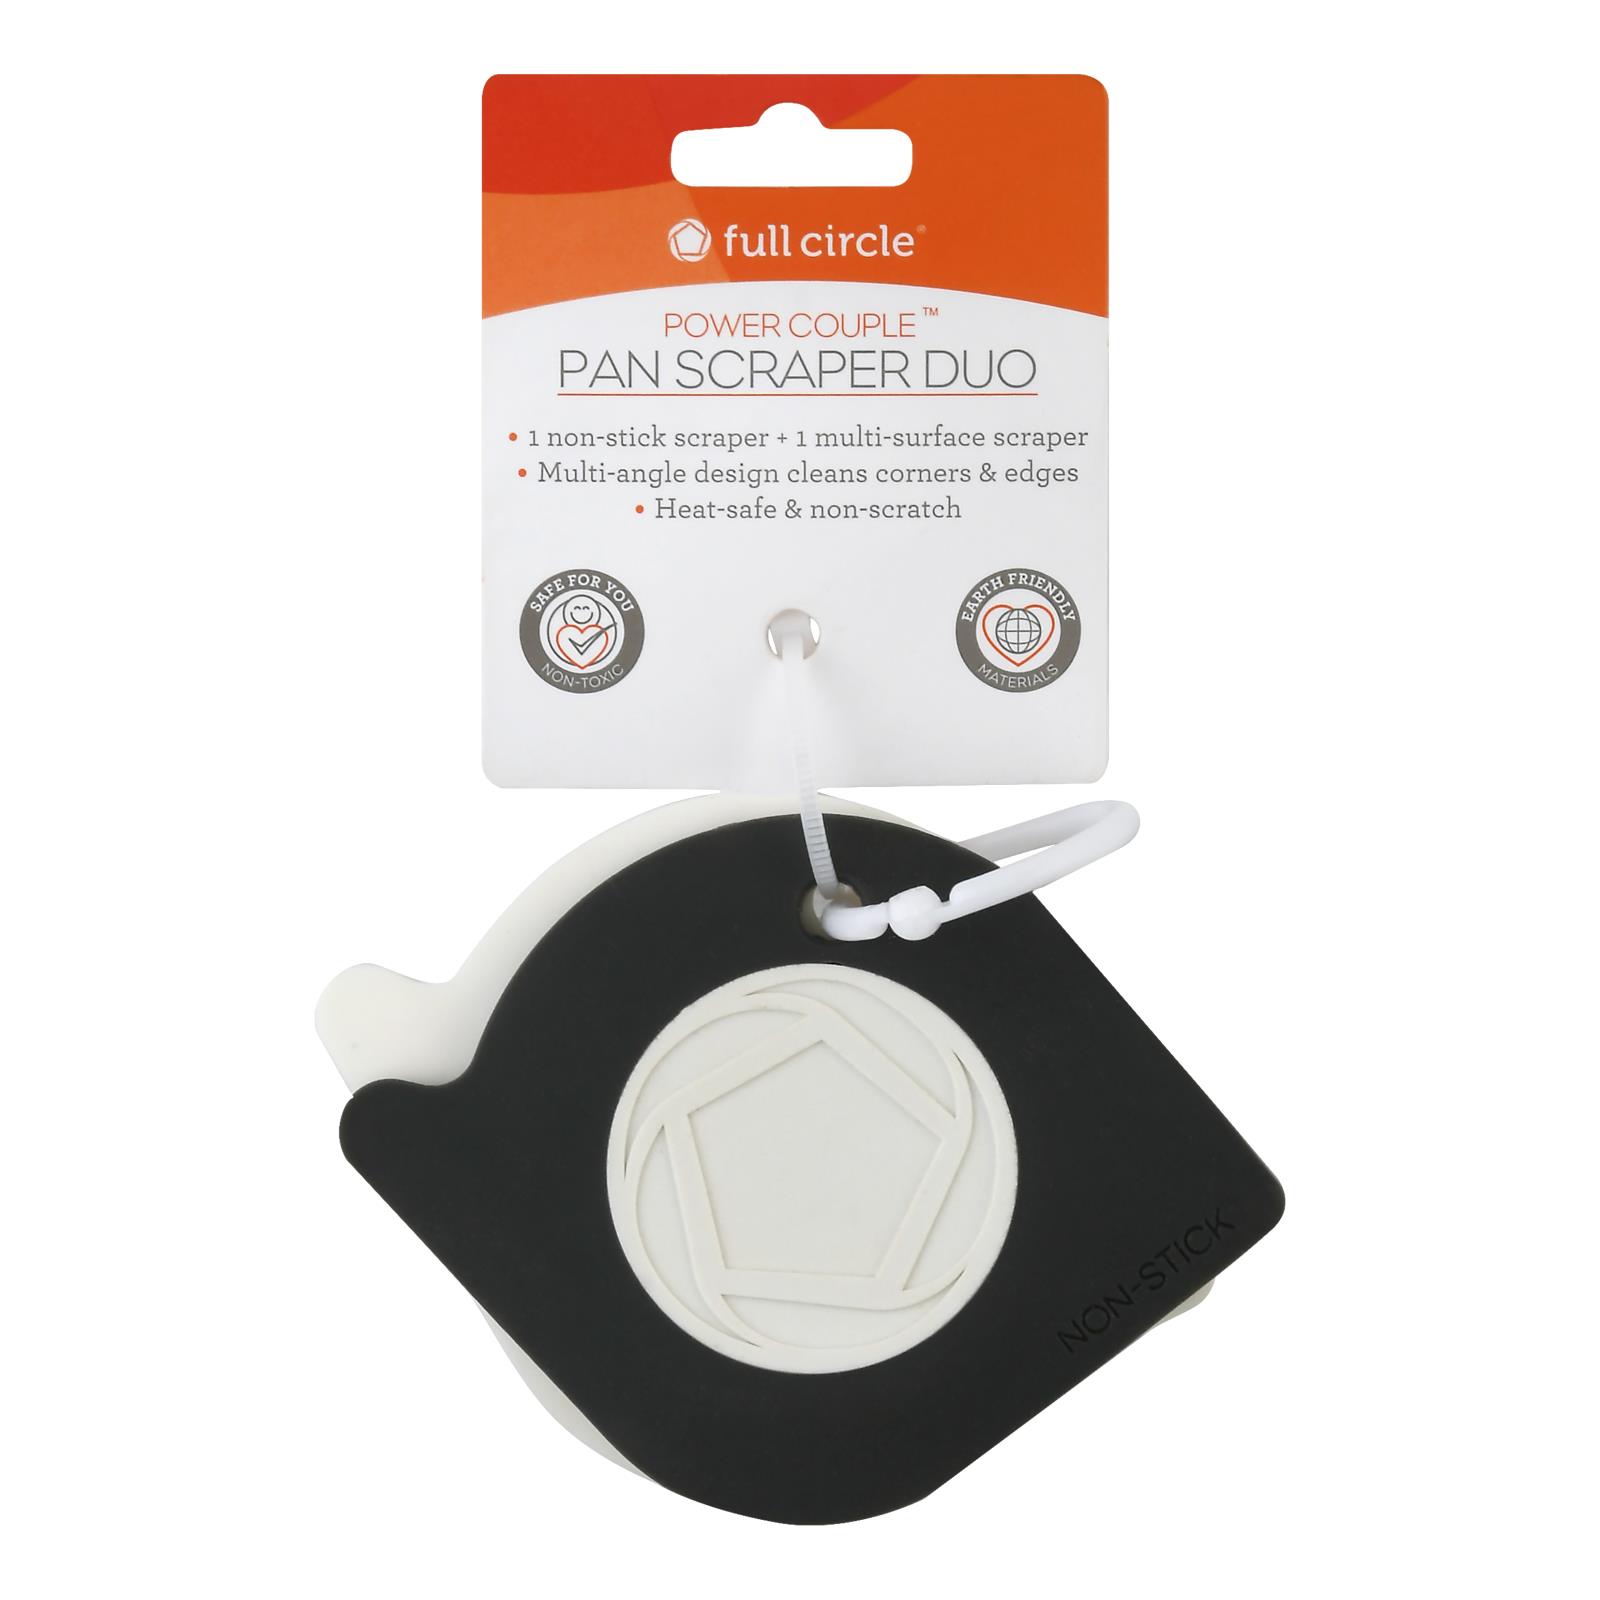 full circle®
POWER COUPLE™
PAN SCRAPER DUO
• 1 non-stick scraper + 1 multi-surface scraper
• Multi-angle design cleans corners & edges
• Heat-safe & non-scratch
SAFE FOR YOU
NON-TOXIC
EARTH FRIENDLY
MATERIALS
NON-STICK